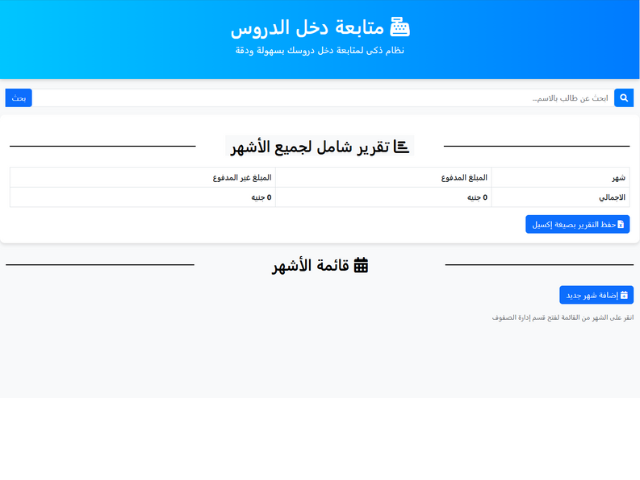 متابعة دخل الدروس
نظام ذكي لمتابعة دخل دروسك بسهولة ودقة
ابحث عن طالب بالاسم...
بحث
تقرير شامل لجميع الأشهر
شهر المبلغ المدفوع المبلغ غير المدفوع
الاجمالي 0 جنيه 0 جنيه
حفظ التقرير بصيغة إكسيل
قائمة الأشهر
إضافة شهر جديد
انقر على الشهر من القائمة لفتح قسم إدارة الصفوف